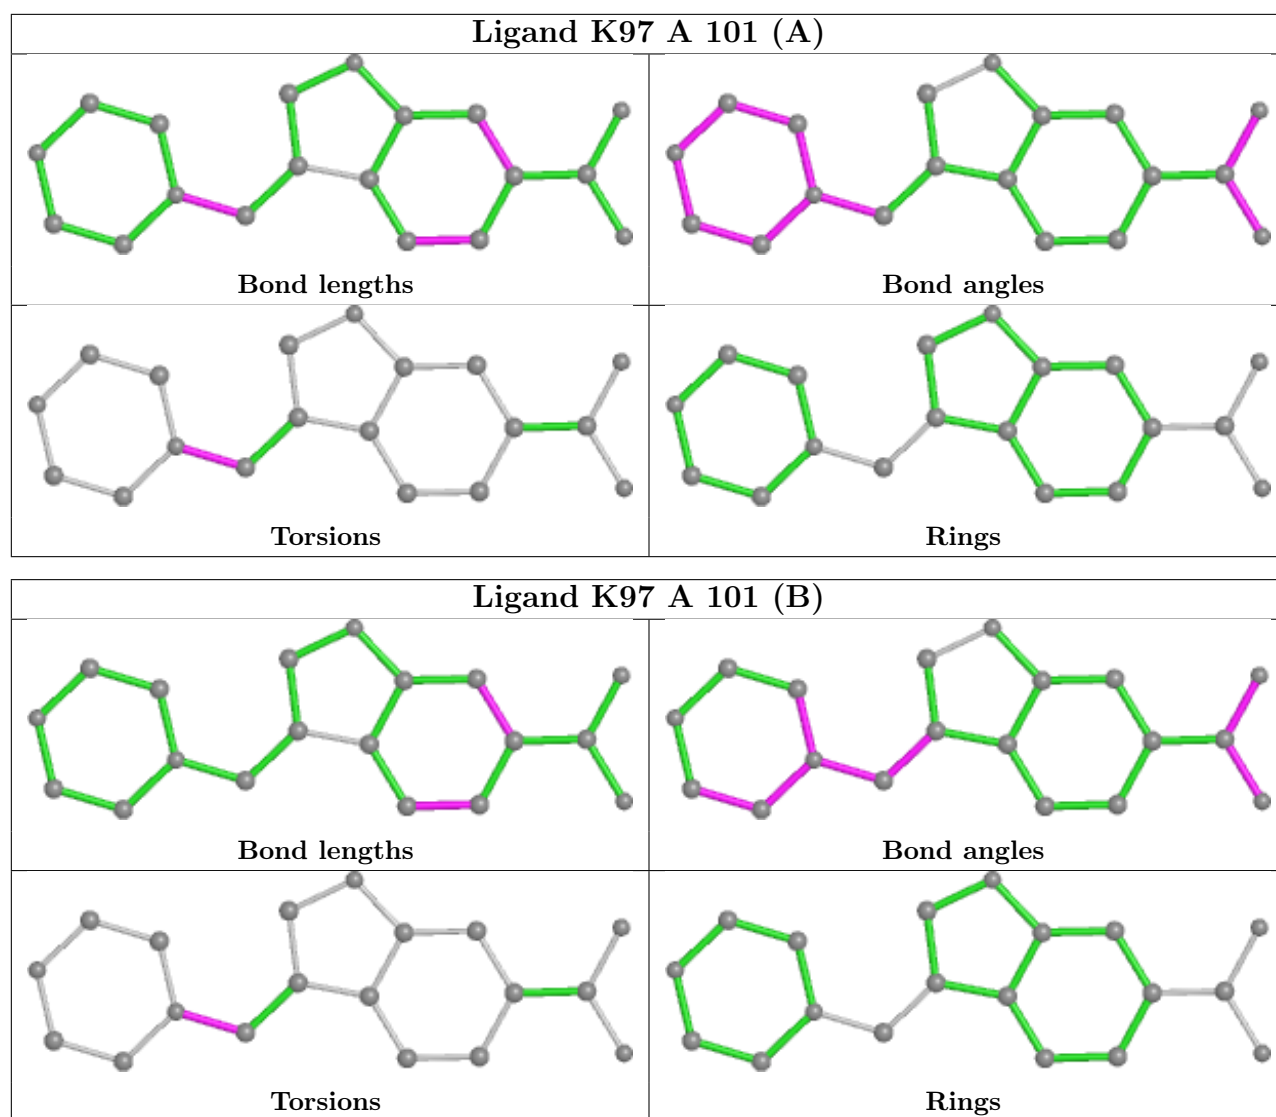 Ligand K97 A 101 (A)
Bond lengths
Bond angles
Torsions
Rings
Ligand K97 A 101 (B)
Bond lengths
Bond angles
Torsions
Rings